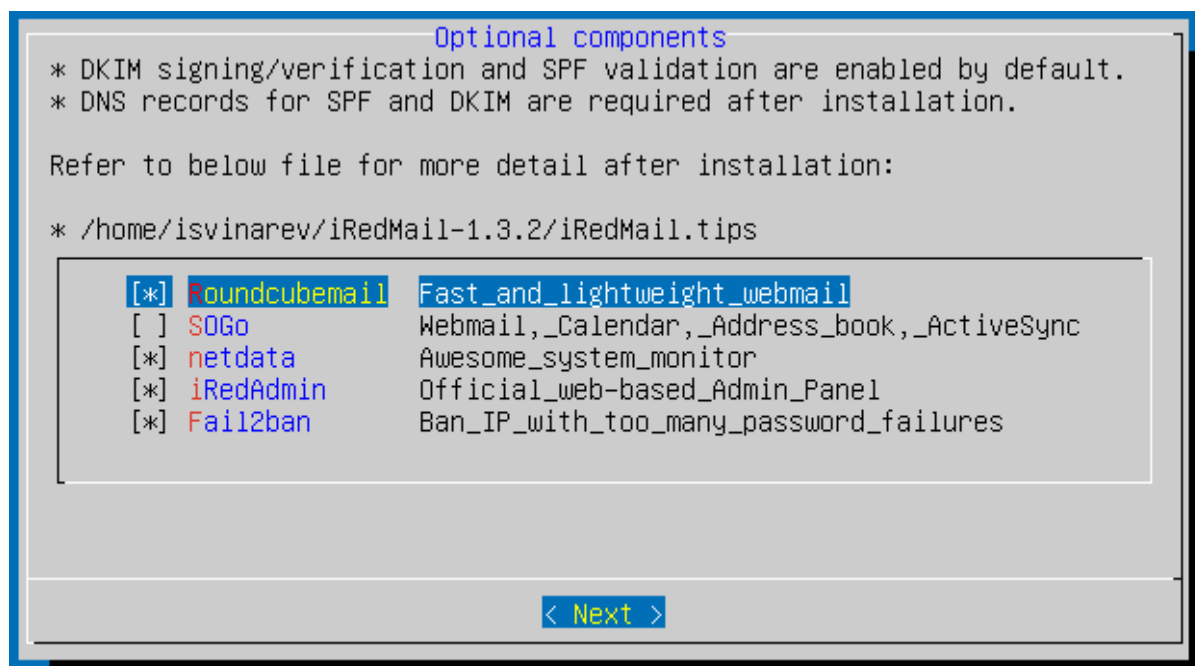 Optional components
* DKIM signing/verification and SPF validation are enabled by default.
* DNS records for SPF and DKIM are required after installation.
Refer to below file for more detail after installation:
* /home/isvinarev/iRedMail-1.3.2/iRedMail.tips
[*] Roundcubemail Fast_and_lightweight_webmail
[ ] SOGo Webmail,_Calendar,_Address_book,_ActiveSync
[*] netdata Awesome_system_monitor
[*] iRedAdmin Official_web-based_Admin_Panel
[*] Fail2ban Ban_IP_with_too_many_password_failures
< Next >